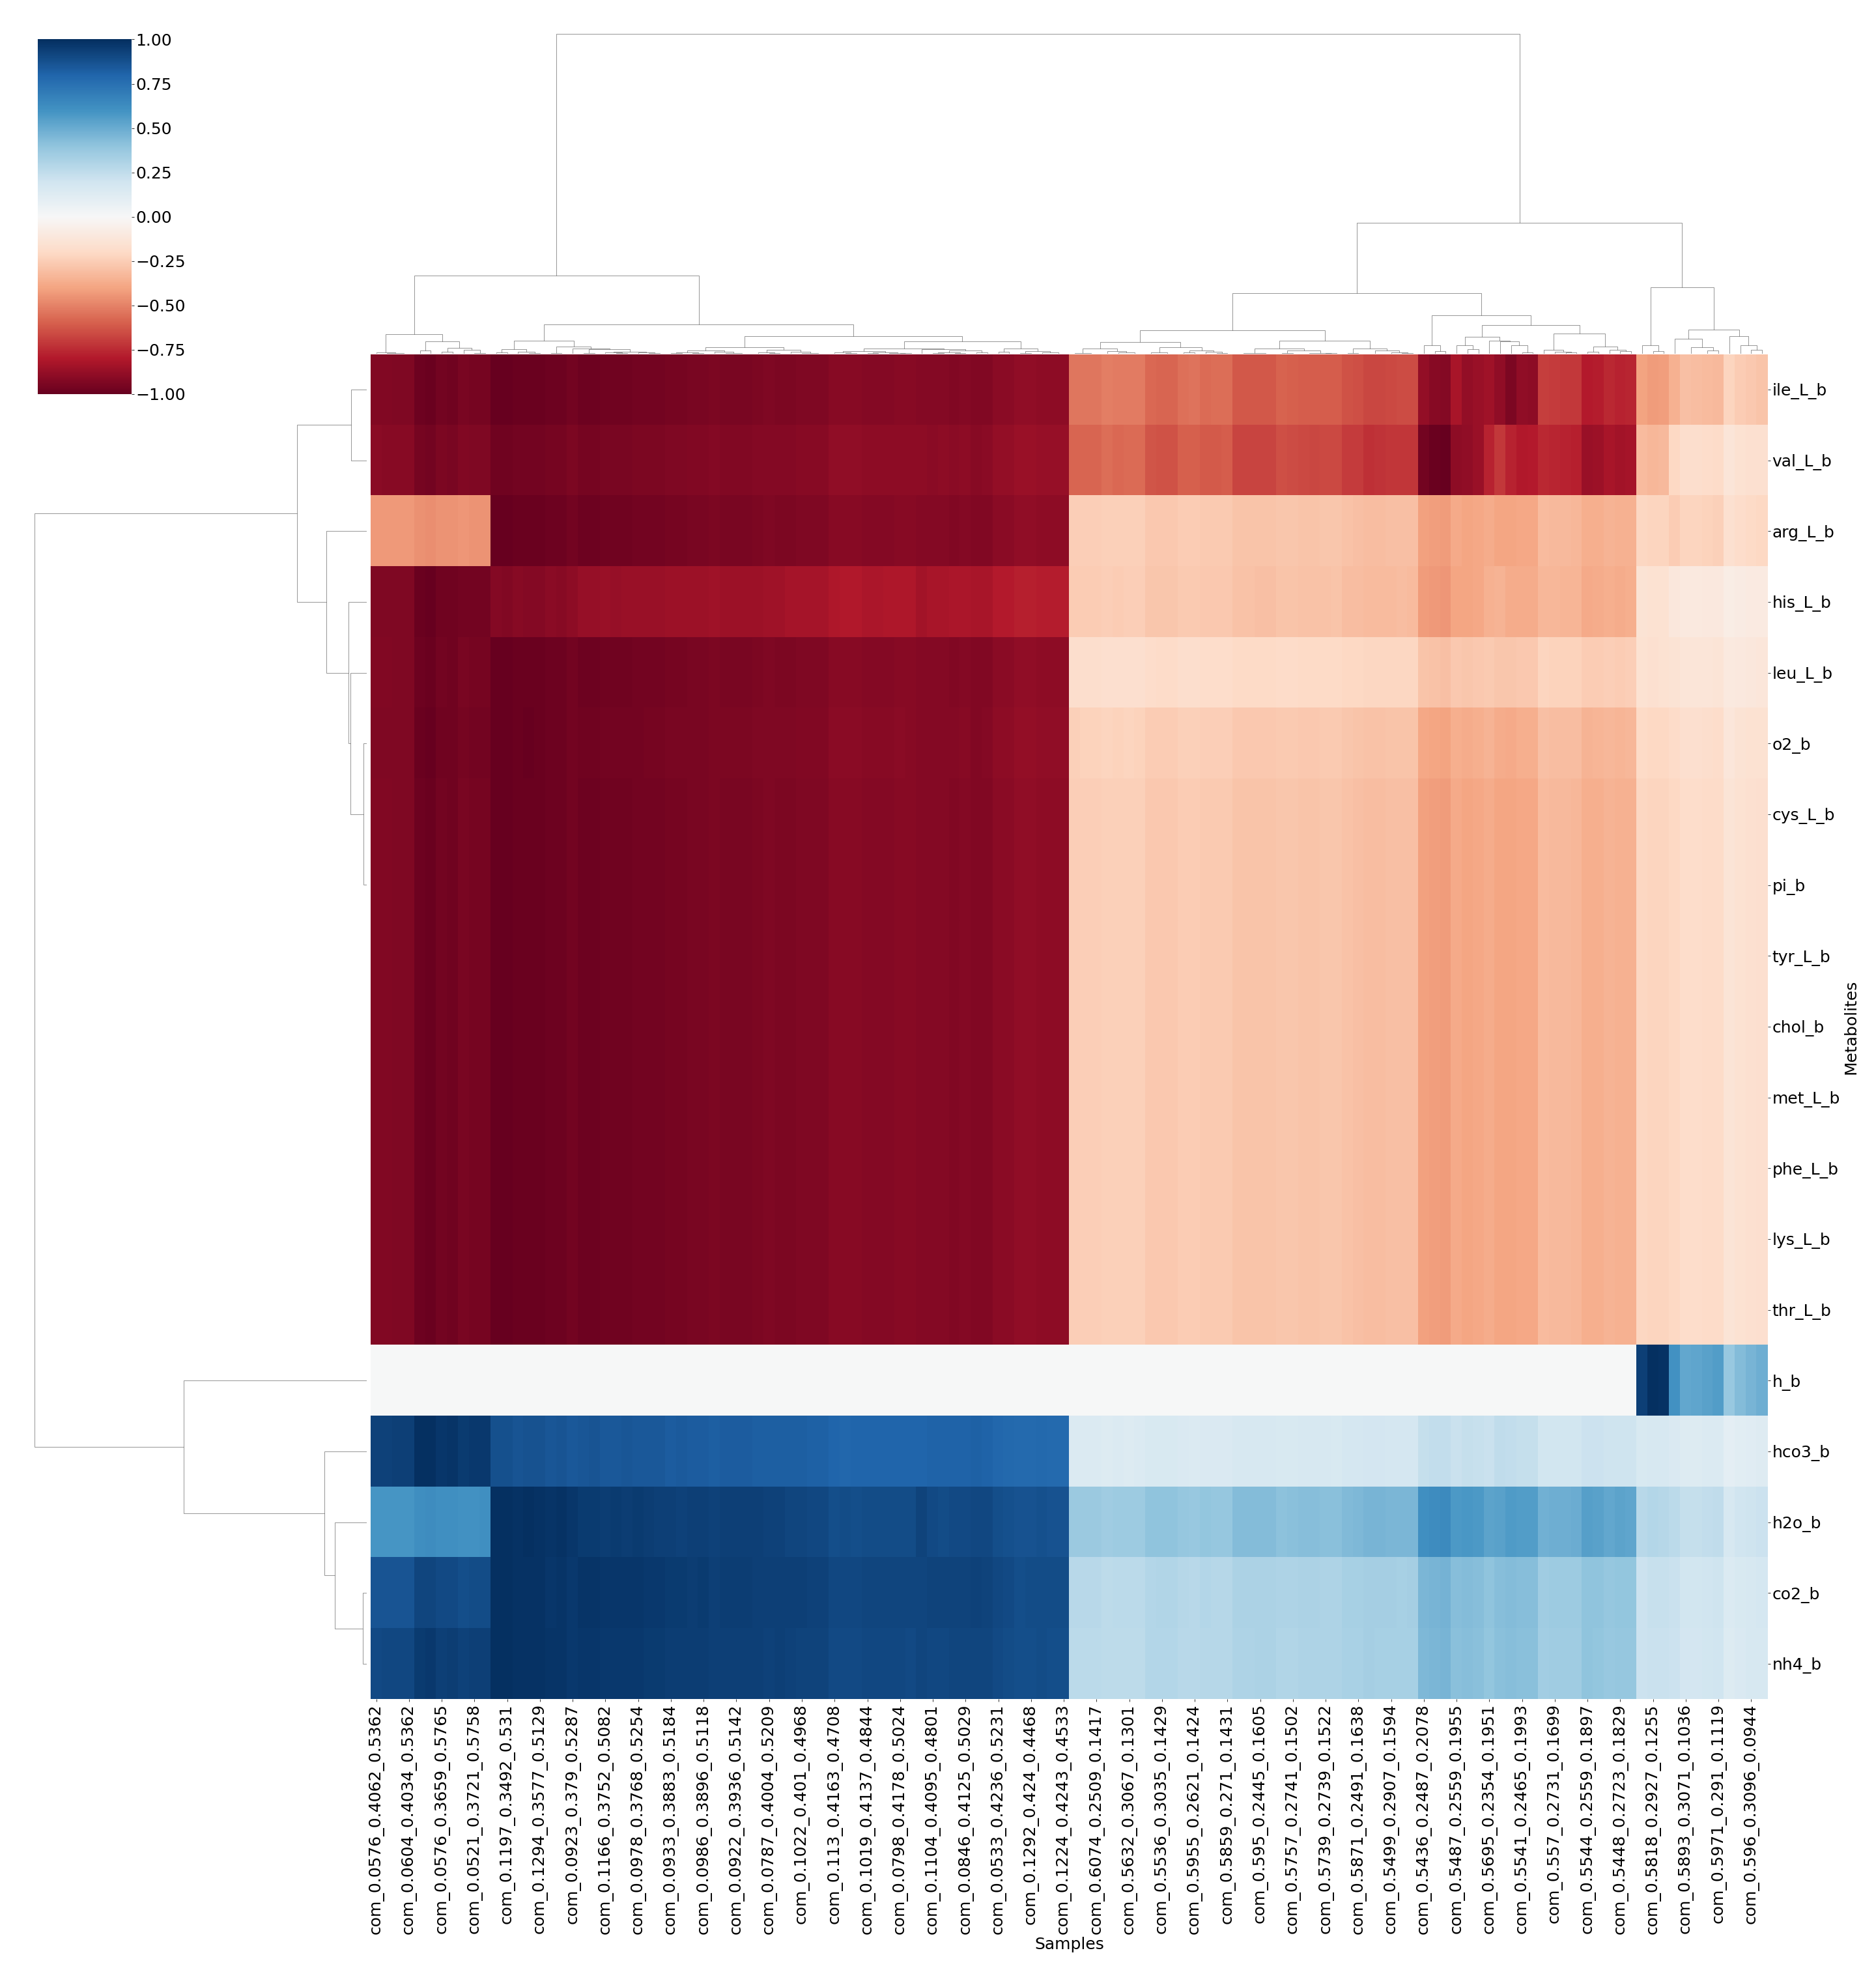 1.00
0.75
0.50
0.25
0.00
−0.25
−0.50
−0.75
−1.00
ile_L_b
val_L_b
arg_L_b
his_L_b
leu_L_b
o2_b
cys_L_b
pi_b
tyr_L_b
chol_b
met_L_b
phe_L_b
lys_L_b
thr_L_b
h_b
hco3_b
h2o_b
co2_b
nh4_b
Metabolites
com_0.0576_0.4062_0.5362
com_0.0604_0.4034_0.5362
com_0.0576_0.3659_0.5765
com_0.0521_0.3721_0.5758
com_0.1197_0.3492_0.531
com_0.1294_0.3577_0.5129
com_0.0923_0.379_0.5287
com_0.1166_0.3752_0.5082
com_0.0978_0.3768_0.5254
com_0.0933_0.3883_0.5184
com_0.0986_0.3896_0.5118
com_0.0922_0.3936_0.5142
com_0.0787_0.4004_0.5209
com_0.1022_0.401_0.4968
com_0.113_0.4163_0.4708
com_0.1019_0.4137_0.4844
com_0.0798_0.4178_0.5024
com_0.1104_0.4095_0.4801
com_0.0846_0.4125_0.5029
com_0.0533_0.4236_0.5231
com_0.1292_0.424_0.4468
com_0.1224_0.4243_0.4533
com_0.6074_0.2509_0.1417
com_0.5632_0.3067_0.1301
com_0.5536_0.3035_0.1429
com_0.5955_0.2621_0.1424
com_0.5859_0.271_0.1431
com_0.595_0.2445_0.1605
com_0.5757_0.2741_0.1502
com_0.5739_0.2739_0.1522
com_0.5871_0.2491_0.1638
com_0.5499_0.2907_0.1594
com_0.5436_0.2487_0.2078
com_0.5487_0.2559_0.1955
com_0.5695_0.2354_0.1951
com_0.5541_0.2465_0.1993
com_0.557_0.2731_0.1699
com_0.5544_0.2559_0.1897
com_0.5448_0.2723_0.1829
com_0.5818_0.2927_0.1255
com_0.5893_0.3071_0.1036
com_0.5971_0.291_0.1119
com_0.596_0.3096_0.0944
Samples